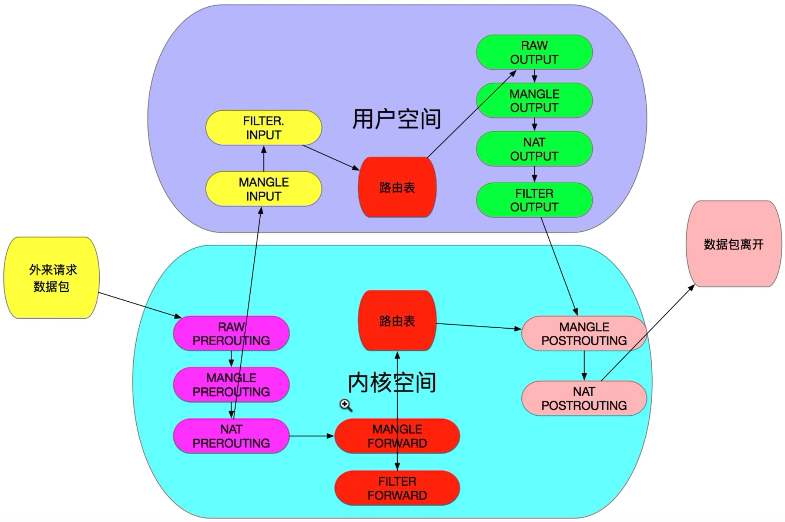 RAW
OUTPUT
MANGLE
OUTPUT
NAT
OUTPUT
FILTER
OUTPUT
用户空间
FILTER.
INPUT
MANGLE
INPUT
路由表
外来请求
数据包
数据包离开
RAW
PREROUTING
MANGLE
PREROUTING
NAT
PREROUTING
路由表
内核空间
MANGLE
FORWARD
FILTER
FORWARD
MANGLE
POSTROUTING
NAT
POSTROUTING